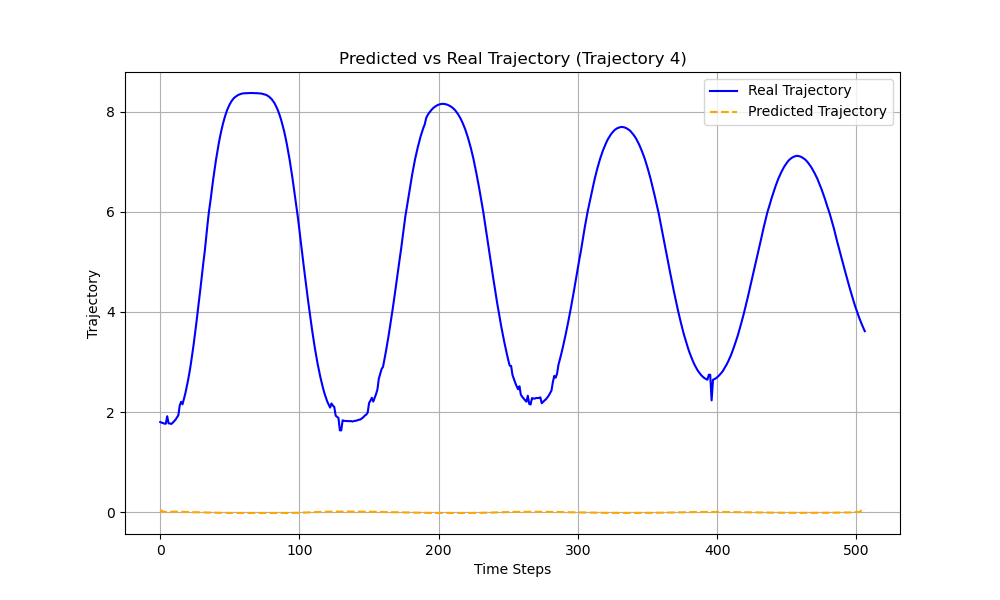 Predicted vs Real Trajectory (Trajectory 4)
Real Trajectory
Predicted Trajectory
Trajectory
8
6
4
2
0
0 100 200 300 400 500
Time Steps